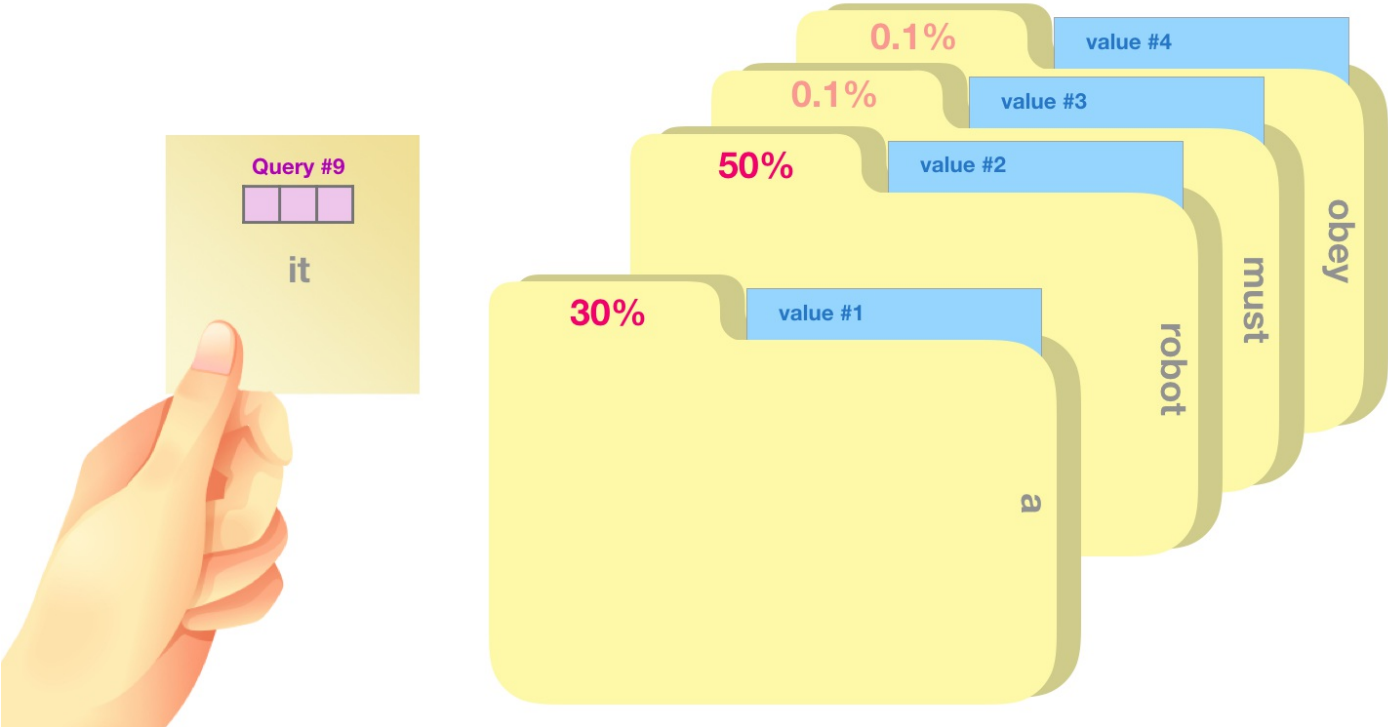 Query #9
it
0.1%
value #4
obey
0.1%
value #3
must
50%
value #2
robot
30%
value #1
a